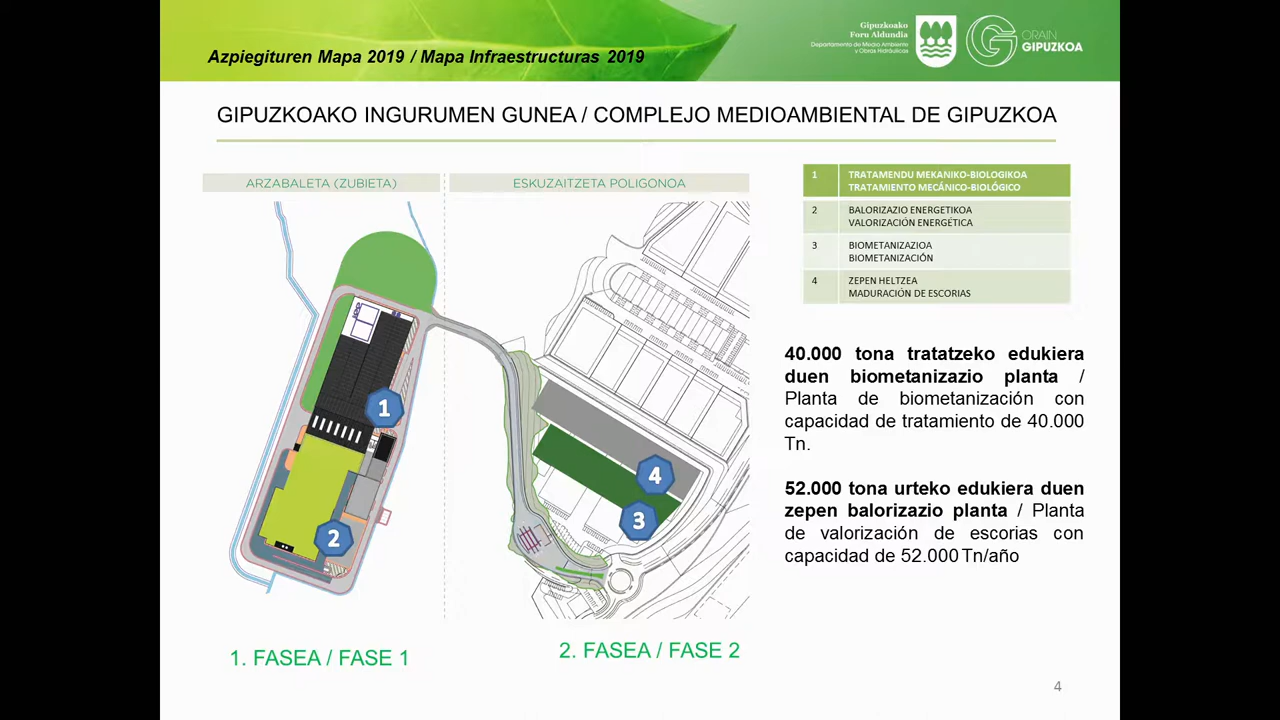 Azpiegituren Mapa 2019 / Mapa Infraestructuras 2019
Gipuzkoako
Foru Aldundia
Departamento de Medio Ambiente
y Obras Hidráulicas
ORAIN
GIPUZKOA
GIPUZKOAKO INGURUMEN GUNEA / COMPLEJO MEDIOAMBIENTAL DE GIPUZKOA
ARZABALETA (ZUBIETA)
ESKUZAITZETA POLIGONOA
1 TRATAMENDU MEKANIKO-BIOLOGIKOA
TRATAMIENTO MECÁNICO-BIOLÓGICO
2 BALORIZAZIO ENERGETIKOA
VALORIZACIÓN ENERGÉTICA
3 BIOMETANIZAZIOA
BIOMETANIZACIÓN
4 ZEPEN HELTZEA
MADURACIÓN DE ESCORIAS
1
2
4
3
40.000 tona tratatzeko edukiera
duen biometanizazio planta /
Planta de biometanización con
capacidad de tratamiento de 40.000
Tn.
52.000 tona urteko edukiera duen
zepen balorizazio planta / Planta
de valorización de escorias con
capacidad de 52.000 Tn/año
1. FASEA / FASE 1
2. FASEA / FASE 2
4